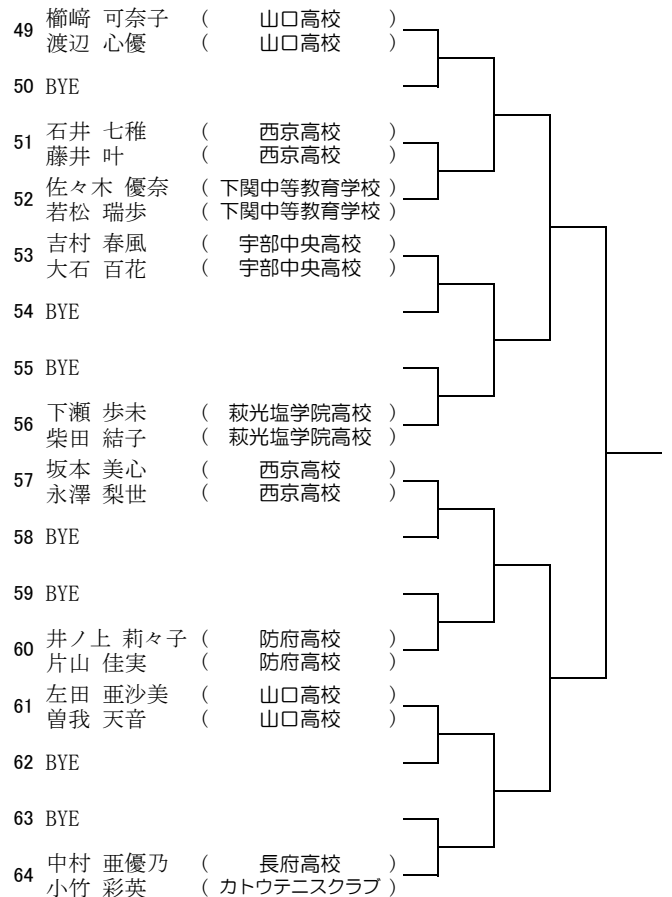 49 櫛﨑 可奈子 ( 山口高校 )
渡辺 心優 ( 山口高校 )
50 BYE
51 石井 七稚 ( 西京高校 )
藤井 叶 ( 西京高校 )
52 佐々木 優奈 ( 下関中等教育学校 )
若松 瑞歩 ( 下関中等教育学校 )
53 吉村 春風 ( 宇部中央高校 )
大石 百花 ( 宇部中央高校 )
54 BYE
55 BYE
56 下瀬 歩未 ( 萩光塩学院高校 )
柴田 結子 ( 萩光塩学院高校 )
57 坂本 美心 ( 西京高校 )
永澤 梨世 ( 西京高校 )
58 BYE
59 BYE
60 井ノ上 莉々子 ( 防府高校 )
片山 佳実 ( 防府高校 )
61 左田 亜沙美 ( 山口高校 )
曽我 天音 ( 山口高校 )
62 BYE
63 BYE
64 中村 亜優乃 ( 長府高校 )
小竹 彩英 ( カトウテニスクラブ )